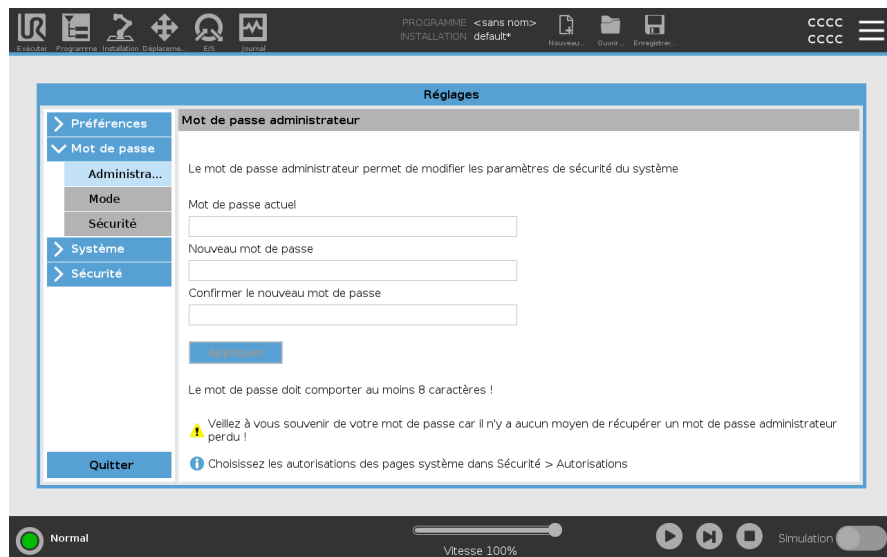 PROGRAMME <sans nom>
INSTALLATION default*
Exécuter
Programme
Installation
Déplaceme...
E/S
Journal
Nouveau...
Ouvrir...
Enregistrer...
CCCC
CCCC
Réglages
Préférences
Mot de passe
Administra...
Mode
Sécurité
Système
Sécurité
Quitter
Mot de passe administrateur
Le mot de passe administrateur permet de modifier les paramètres de sécurité du système
Mot de passe actuel
Nouveau mot de passe
Confirmer le nouveau mot de passe
Appliquer
Le mot de passe doit comporter au moins 8 caractères !
Veillez à vous souvenir de votre mot de passe car il n'y a aucun moyen de récupérer un mot de passe administrateur
perdu !
Choisissez les autorisations des pages système dans Sécurité > Autorisations
Normal
Vitesse 100%
Simulation